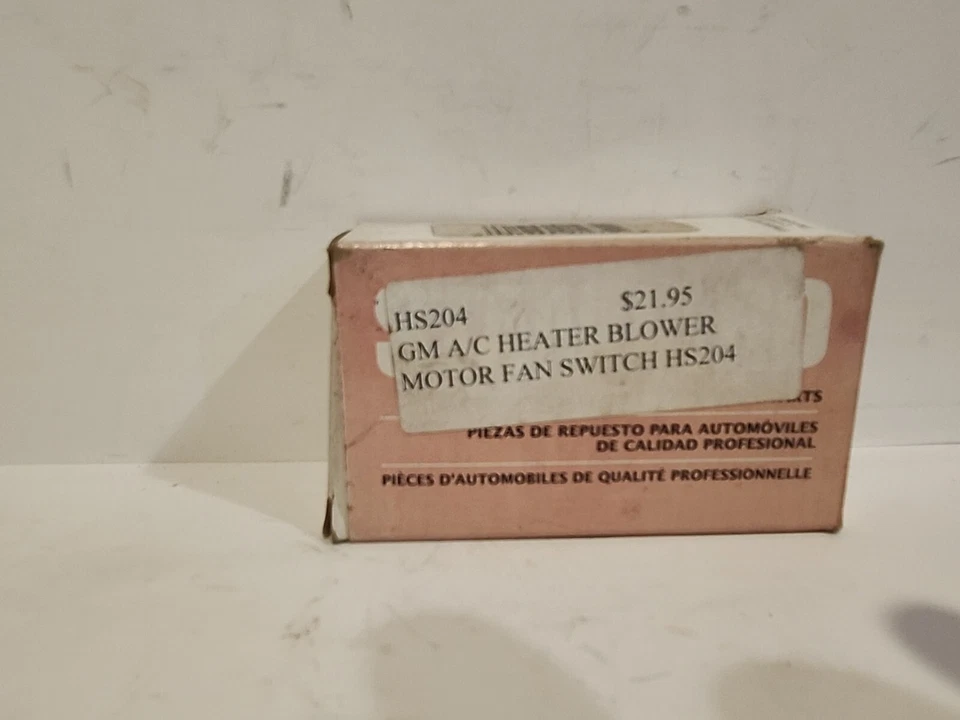 HS204 $21.95
GM A/C HEATER BLOWER
MOTOR FAN SWITCH HS204
PIEZAS DE REPUESTO PARA AUTOMÓVILES
DE CALIDAD PROFESIONAL
PIÈCES D'AUTOMOBILES DE QUALITÉ PROFESSIONNELLE